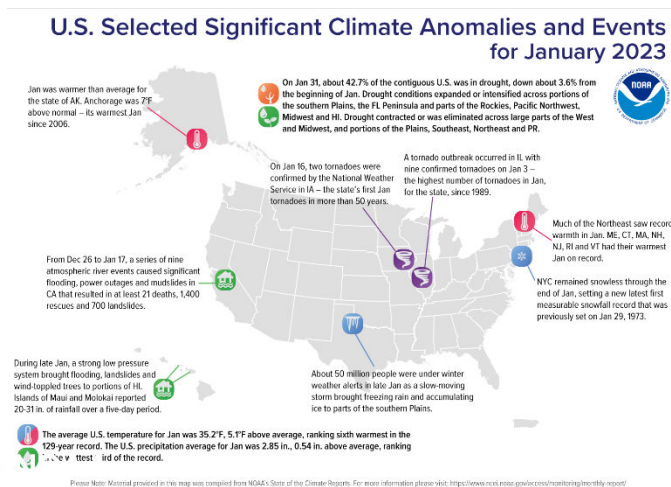 U.S. Selected Significant Climate Anomalies and Events
for January 2023
Jan was warmer than average for
the state of AK. Anchorage was 7°F
above normal – its warmest Jan
since 2006.
On Jan 31, about 42.7% of the contiguous U.S. was in drought, down about 3.6% from
the beginning of Jan. Drought conditions expanded or intensified across portions of
the southern Plains, the FL Peninsula and parts of the Rockies, Pacific Northwest,
Midwest and HI. Drought contracted or was eliminated across large parts of the West
and Midwest, and portions of the Plains, Southeast, Northeast and PR.
NOAA
On Jan 16, two tornadoes were
confirmed by the National Weather
Service in IA – the state's first Jan
tornadoes in more than 50 years.
A tornado outbreak occurred in IL with
nine confirmed tornadoes on Jan 3 –
the highest number of tornadoes in Jan,
for the state, since 1989.
Much of the Northeast saw record
warmth in Jan. ME, CT, MA, NH,
NJ, RI and VT had their warmest
Jan on record.
From Dec 26 to Jan 17, a series of nine
atmospheric river events caused significant
flooding, power outages and mudslides in
CA that resulted in at least 21 deaths, 1,400
rescues and 700 landslides.
NYC remained snowless through the
end of Jan, setting a new latest first
measurable snowfall record that was
previously set on Jan 29, 1973.
During late Jan, a strong low pressure
system brought flooding, landslides and
wind-toppled trees to portions of HI.
Islands of Maui and Molokai reported
20-31 in. of rainfall over a five-day period.
About 50 million people were under winter
weather alerts in late Jan as a slow-moving
storm brought freezing rain and accumulating
ice to parts of the southern Plains.
The average U.S. temperature for Jan was 35.2°F, 5.1°F above average, ranking sixth warmest in the
129-year record. The U.S. precipitation average for Jan was 2.85 in., 0.54 in. above average, ranking
of the record.
Please Note: Material provided in this map was compiled from NOAA's State of the Climate Reports. For more information please visit: https://www.ncei.noaa.gov/access/monitoring/monthly-report/